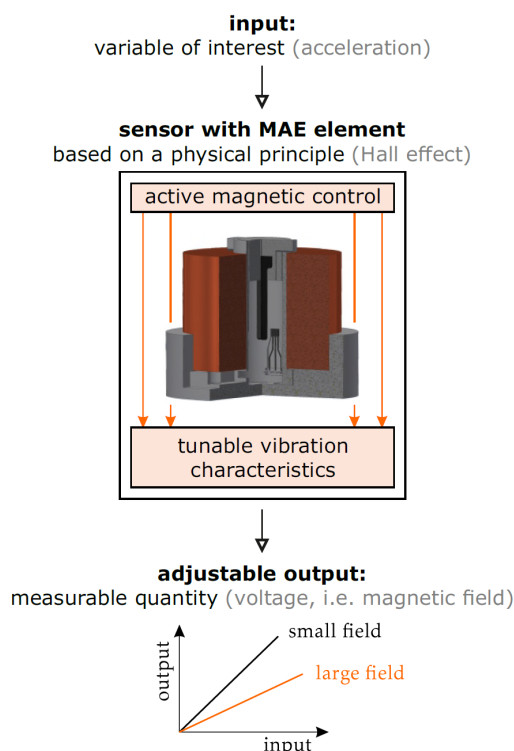 input:
variable of interest (acceleration)
sensor with MAE element
based on a physical principle (Hall effect)
active magnetic control
tunable vibration
characteristics
adjustable output:
measurable quantity (voltage, i.e. magnetic field)
small field
large field
output
input